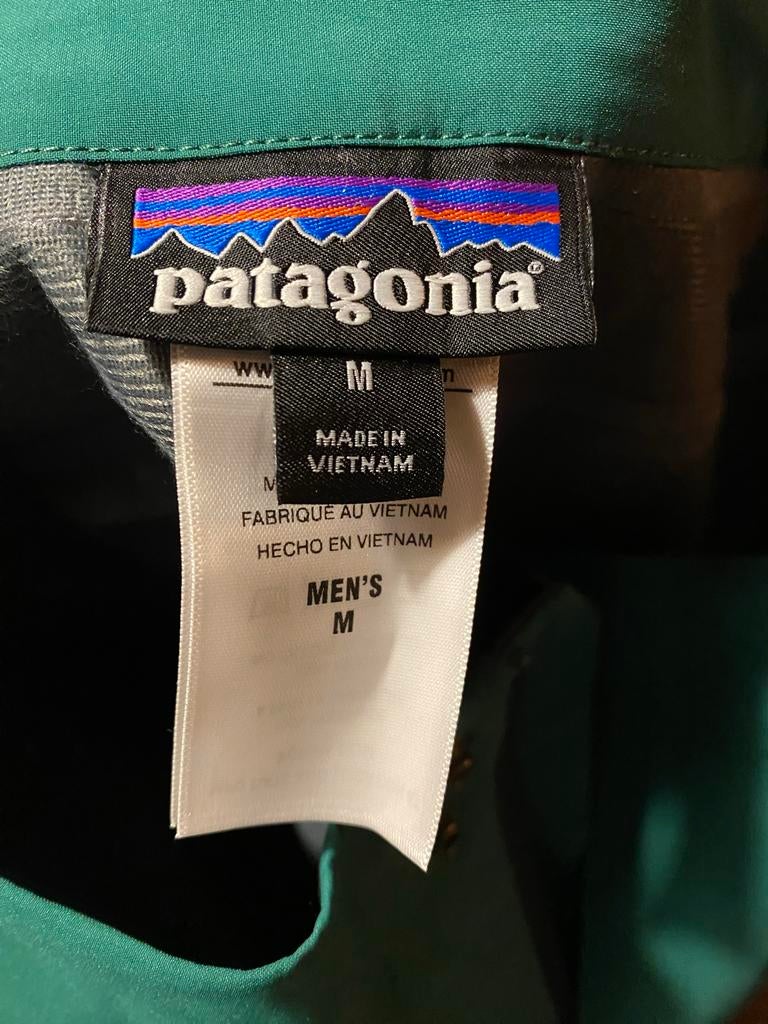 patagonia®
M
MADE IN
VIETNAM
FABRIQUÉ AU VIETNAM
HECHO EN VIETNAM
MEN'S
M